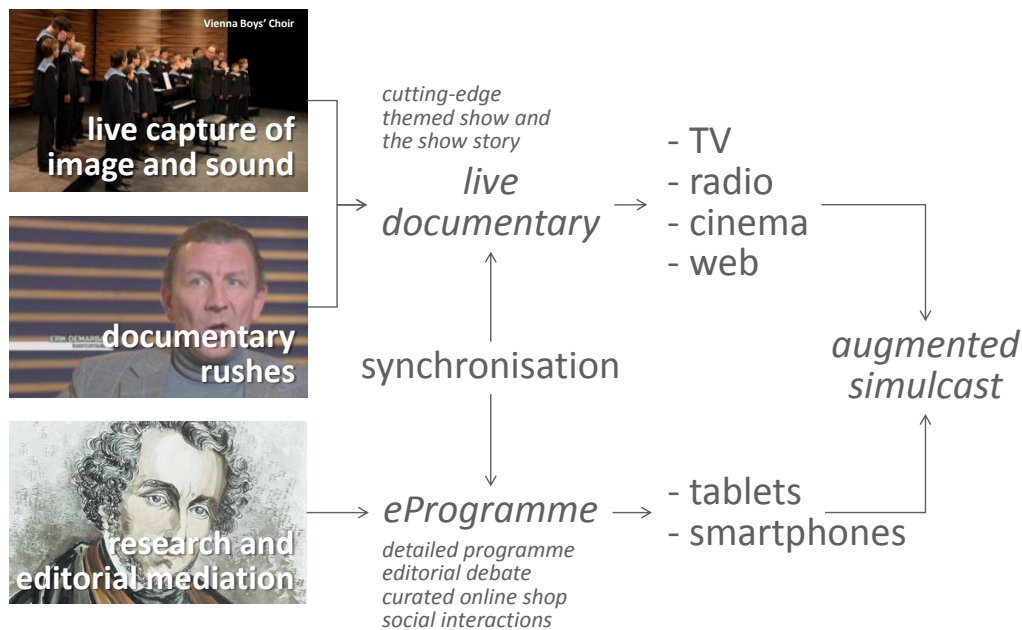 Vienna Boys' Choir
live capture of
image and sound
cutting-edge
themed show and
the show story
live
documentary
- TV
- radio
- cinema
- web
documentary
rushes
synchronisation
augmented
simulcast
research and
editorial mediation
eProgramme
detailed programme
editorial debate
curated online shop
social interactions
- tablets
- smartphones